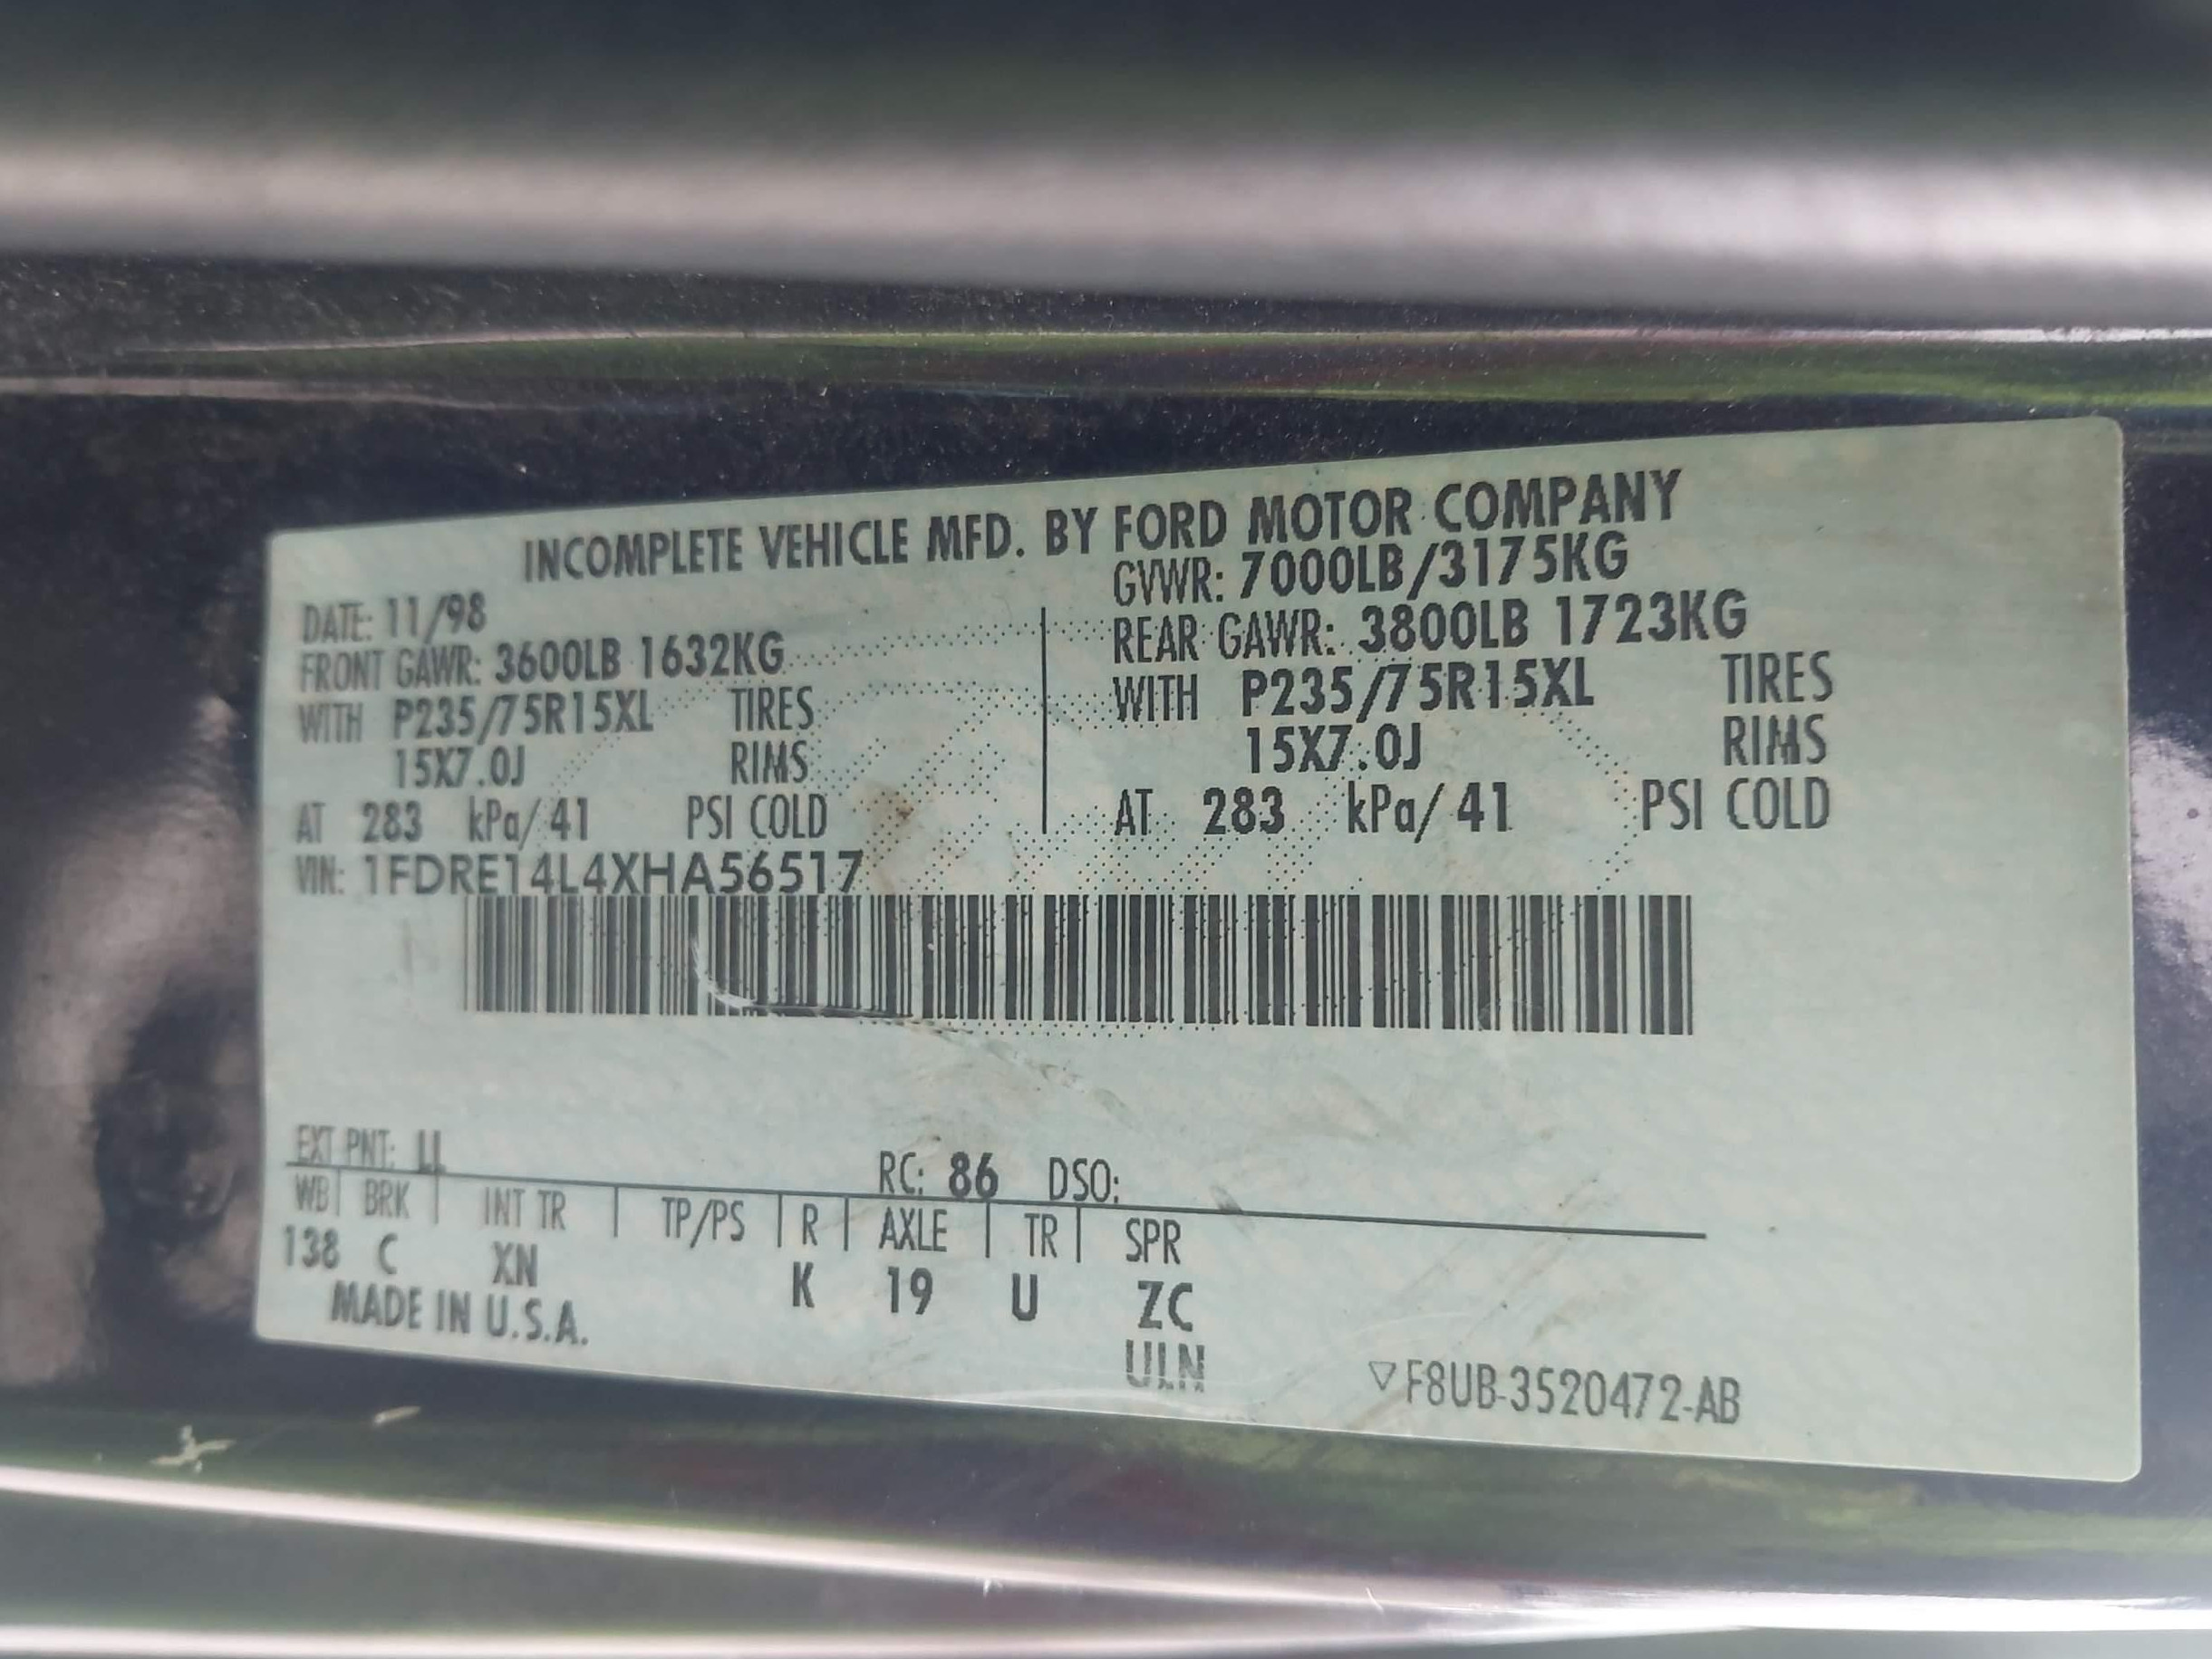 INCOMPLETE VEHICLE MFD. BY FORD MOTOR COMPANY
DATE: 11/98 GVWR: 7000LB/3175KG
FRONT GAWR: 3600LB 1632KG REAR GAWR: 3800LB 1723KG
WITH P235/75R15XL TIRES WITH P235/75R15XL TIRES
15X7.0J RIMS 15X7.0J RIMS
AT 283 kPa/ 41 PSI COLD AT 283 kPa/ 41 PSI COLD
VIN: 1FDRE14L4XHA56517
EXT PNT: LL RC: 86 DSO:
WB BRK INT TR TP/PS R AXLE TR SPR
138 C XN K 19 U ZC
MADE IN U.S.A. ULN
▽F8UB-3520472-AB